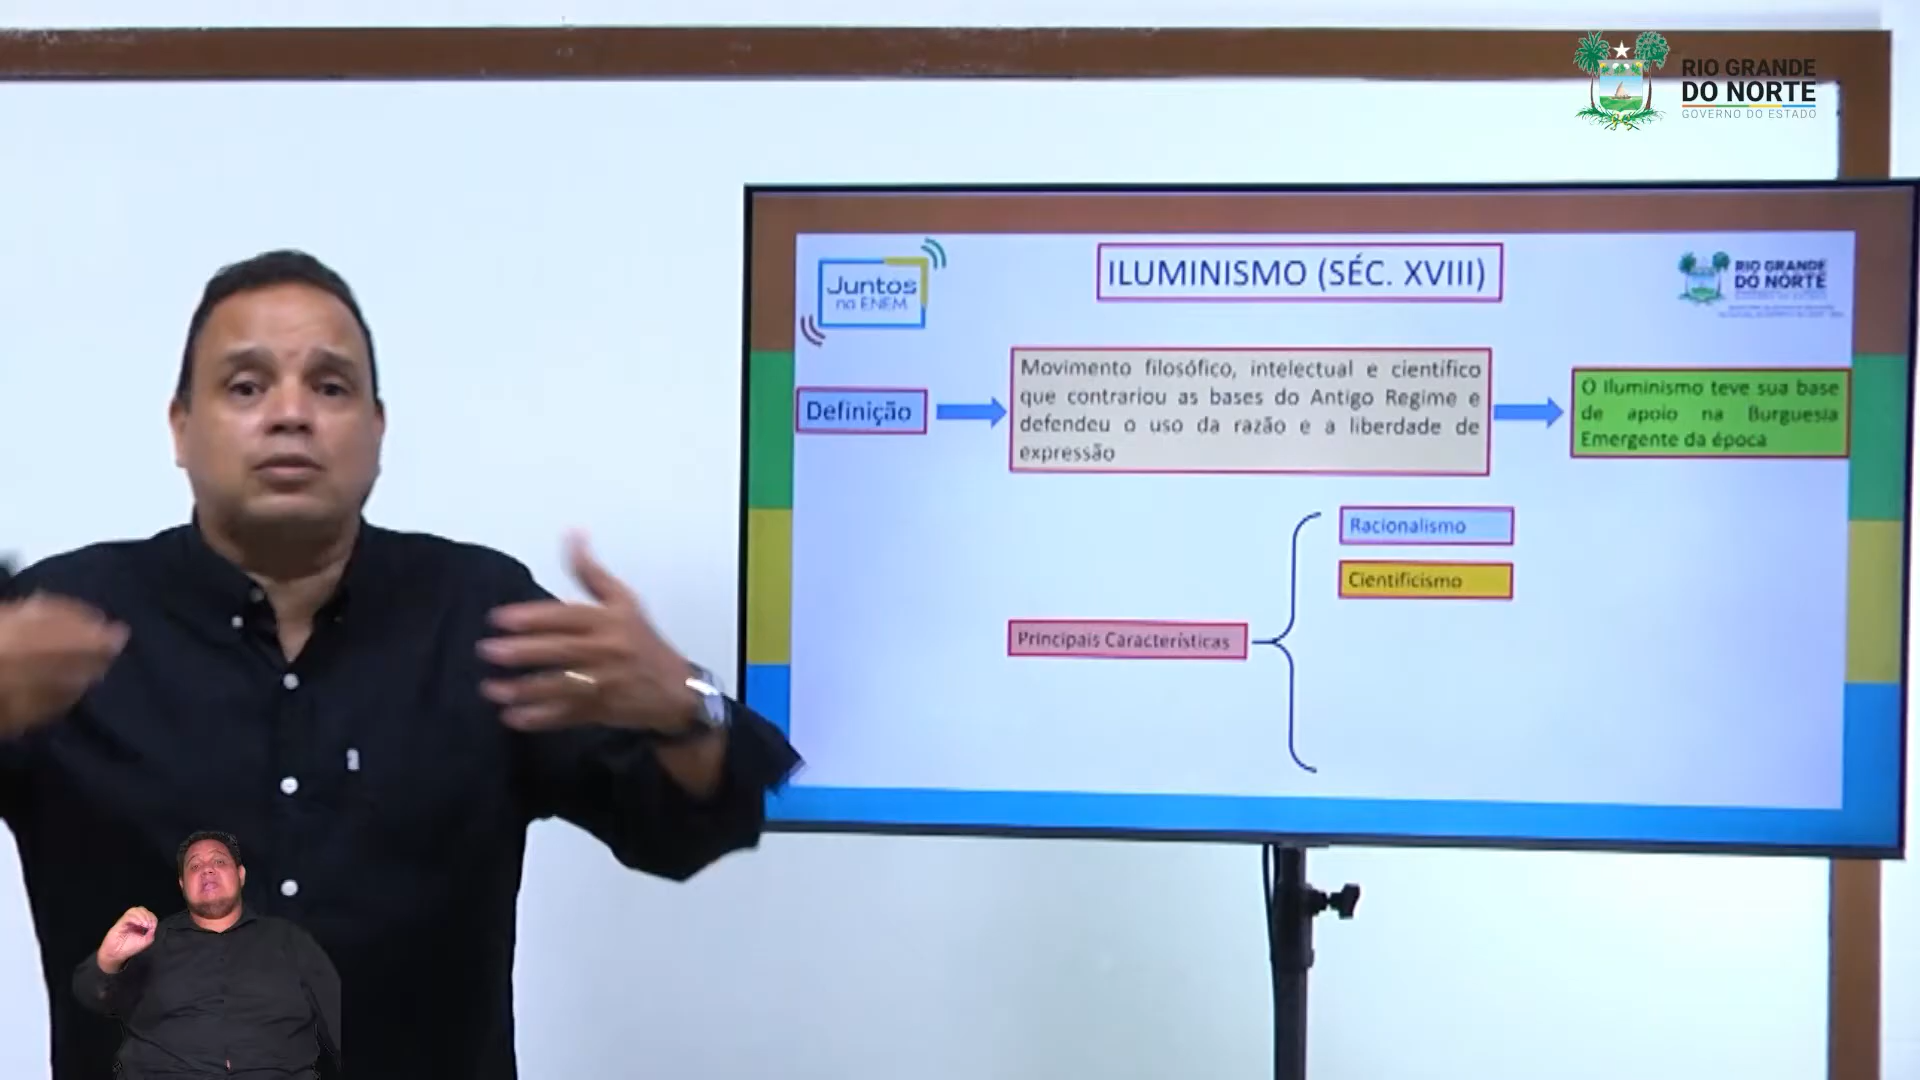 RIO GRANDE
DO NORTE
GOVERNO DO ESTADO
Juntos
no ENEM
ILUMINISMO (SÉC. XVIII)
RIO GRANDE
DO NORTE
Definição
Movimento filosófico, intelectual e científico
que contrariou as bases do Antigo Regime e
defendeu o uso da razão e a liberdade de
expressão
O Iluminismo teve sua base
de apoio na Burguesia
Emergente da época
Racionalismo
Cientificismo
Principais Características